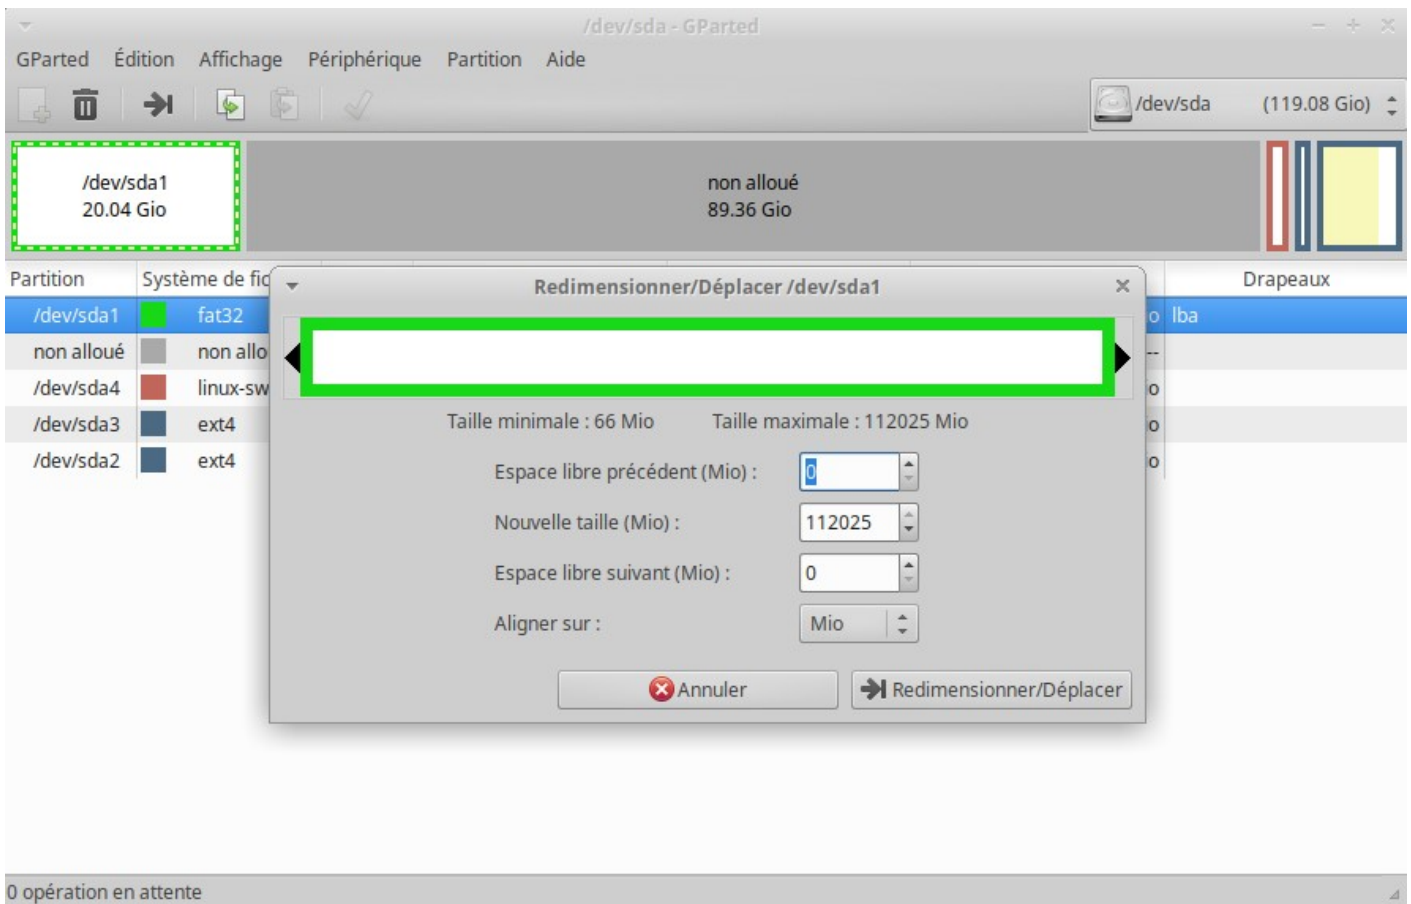 /dev/sda - GParted
GParted Édition Affichage Périphérique Partition Aide
/dev/sda (119.08 Gio)
/dev/sda1
20.04 Gio
non alloué
89.36 Gio
Partition Système de fic Drapeaux
/dev/sda1 fat32 o lba
non alloué non allo --
/dev/sda4 linux-sw io
/dev/sda3 ext4 io
/dev/sda2 ext4 io
Redimensionner/Déplacer /dev/sda1
Taille minimale : 66 Mio Taille maximale : 112025 Mio
Espace libre précédent (Mio) : 0
Nouvelle taille (Mio) : 112025
Espace libre suivant (Mio) : 0
Aligner sur : Mio
Annuler Redimensionner/Déplacer
0 opération en attente